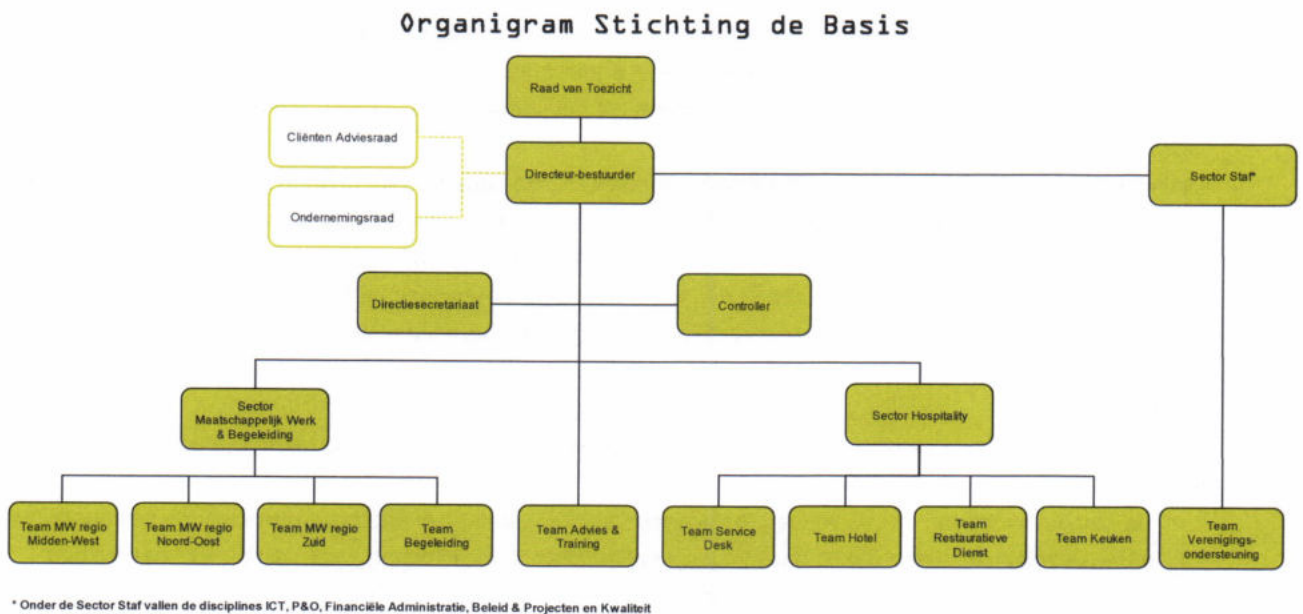 Organigram Stichting de Basis
Raad van Toezicht
Cliënten Adviesraad
Directeur-bestuurder
Sector Staf*
Ondernemingsraad
Directiesecretariaat
Controller
Sector
Maatschappelijk Werk
& Begeleiding
Sector Hospitality
Team MW regio
Midden-West
Team MW regio
Noord-Oost
Team MW regio
Zuid
Team
Begeleiding
Team Advies &
Training
Team Service
Desk
Team Hotel
Team
Restauratieve
Dienst
Team Keuken
Team
Verenigings-
ondersteuning
* Onder de Sector Staf vallen de disciplines ICT, P&O, Financiële Administratie, Beleid & Projecten en Kwaliteit